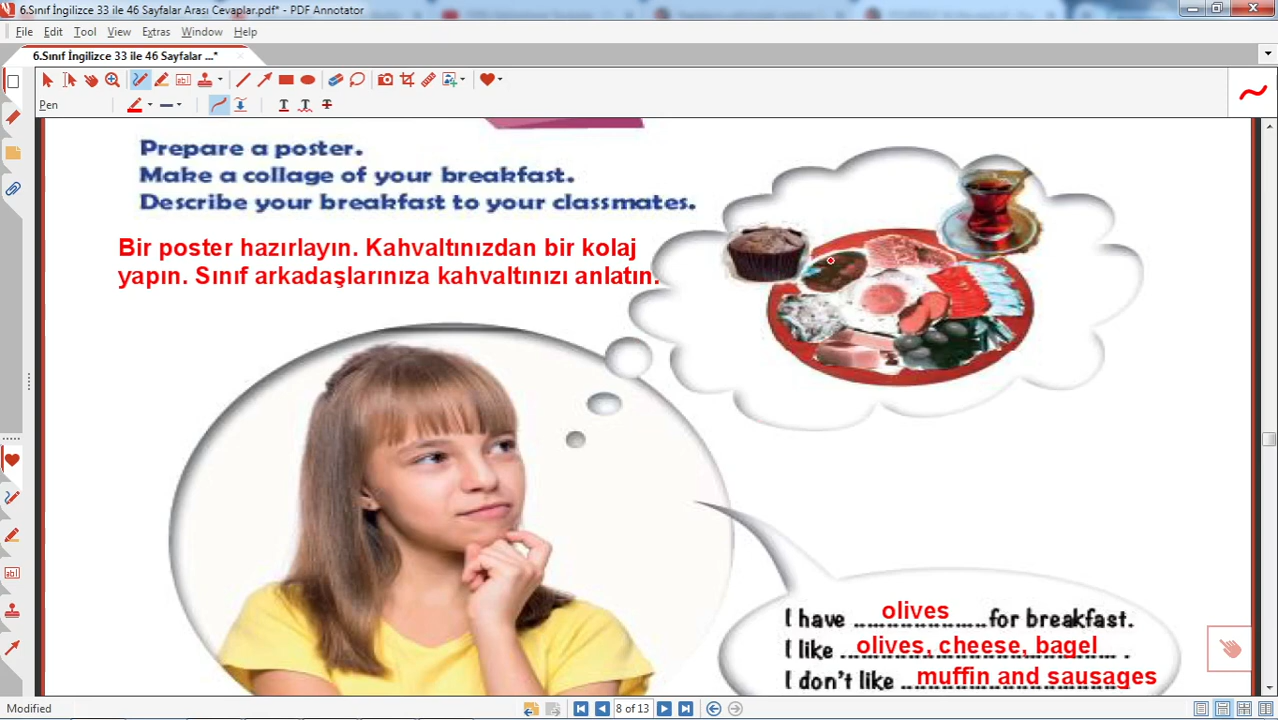 6.Sınıf İngilizce 33 ile 46 Sayfalar Arası Cevaplar.pdf* - PDF Annotator
File Edit Tool View Extras Window Help
6.Sınıf İngilizce 33 ile 46 Sayfalar ...*
Pen
Prepare a poster.
Make a collage of your breakfast.
Describe your breakfast to your classmates.
Bir poster hazırlayın. Kahvaltınızdan bir kolaj
yapın. Sınıf arkadaşlarınıza kahvaltınızı anlatın.
I have olives for breakfast.
I like olives, cheese, bagel .
I don't like muffin and sausages
Modified 8 of 13